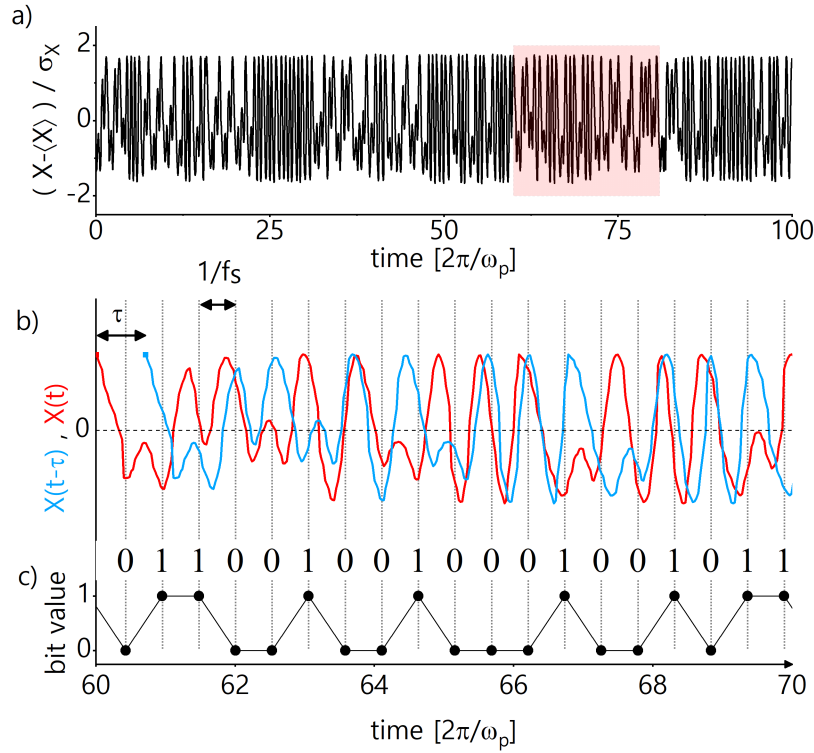 a)
( X-⟨X⟩ ) / σX
2
0
-2
0 25 50 75 100
time [2π/ωp]
1/fs
b)
τ
X(t-τ) , X(t)
0
0 1 1 0 0 1 0 0 1 0 0 0 1 0 0 1 0 1 1
c)
bit value
1
0
60 62 64 66 68 70
time [2π/ωp]